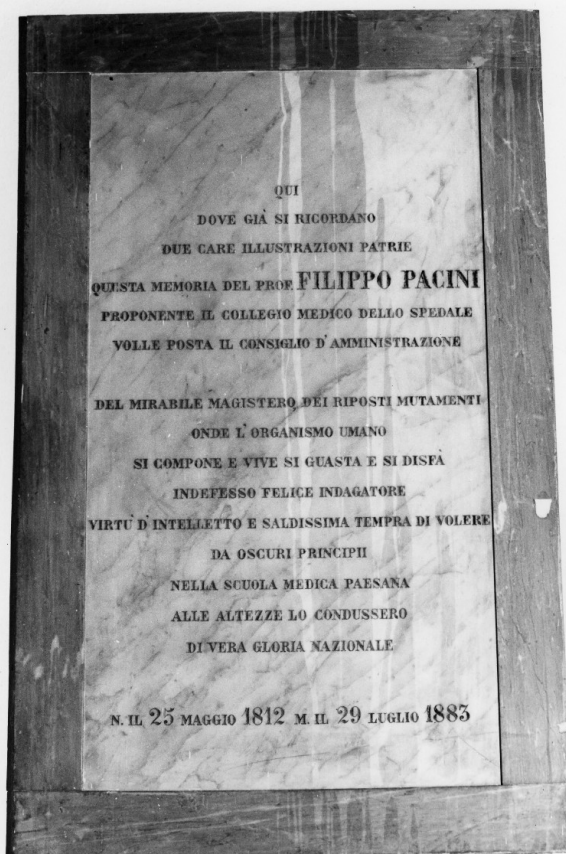 QUI
DOVE GIÀ SI RICORDANO
DUE CARE ILLUSTRAZIONI PATRIE
QUESTA MEMORIA DEL PROF. FILIPPO PACINI
PROPONENTE IL COLLEGIO MEDICO DELLO SPEDALE
VOLLE POSTA IL CONSIGLIO D'AMMINISTRAZIONE
DEL MIRABILE MAGISTERO DEI RIPOSTI MUTAMENTI
ONDE L'ORGANISMO UMANO
SI COMPONE E VIVE SI GUASTA E SI DISFÀ
INDEFESSO FELICE INDAGATORE
VIRTÙ D'INTELLETTO E SALDISSIMA TEMPRA DI VOLERE
DA OSCURI PRINCIPII
NELLA SCUOLA MEDICA PAESANA
ALLE ALTEZZE LO CONDUSSERO
DI VERA GLORIA NAZIONALE
N. IL 25 MAGGIO 1812 M. IL 29 LUGLIO 1883